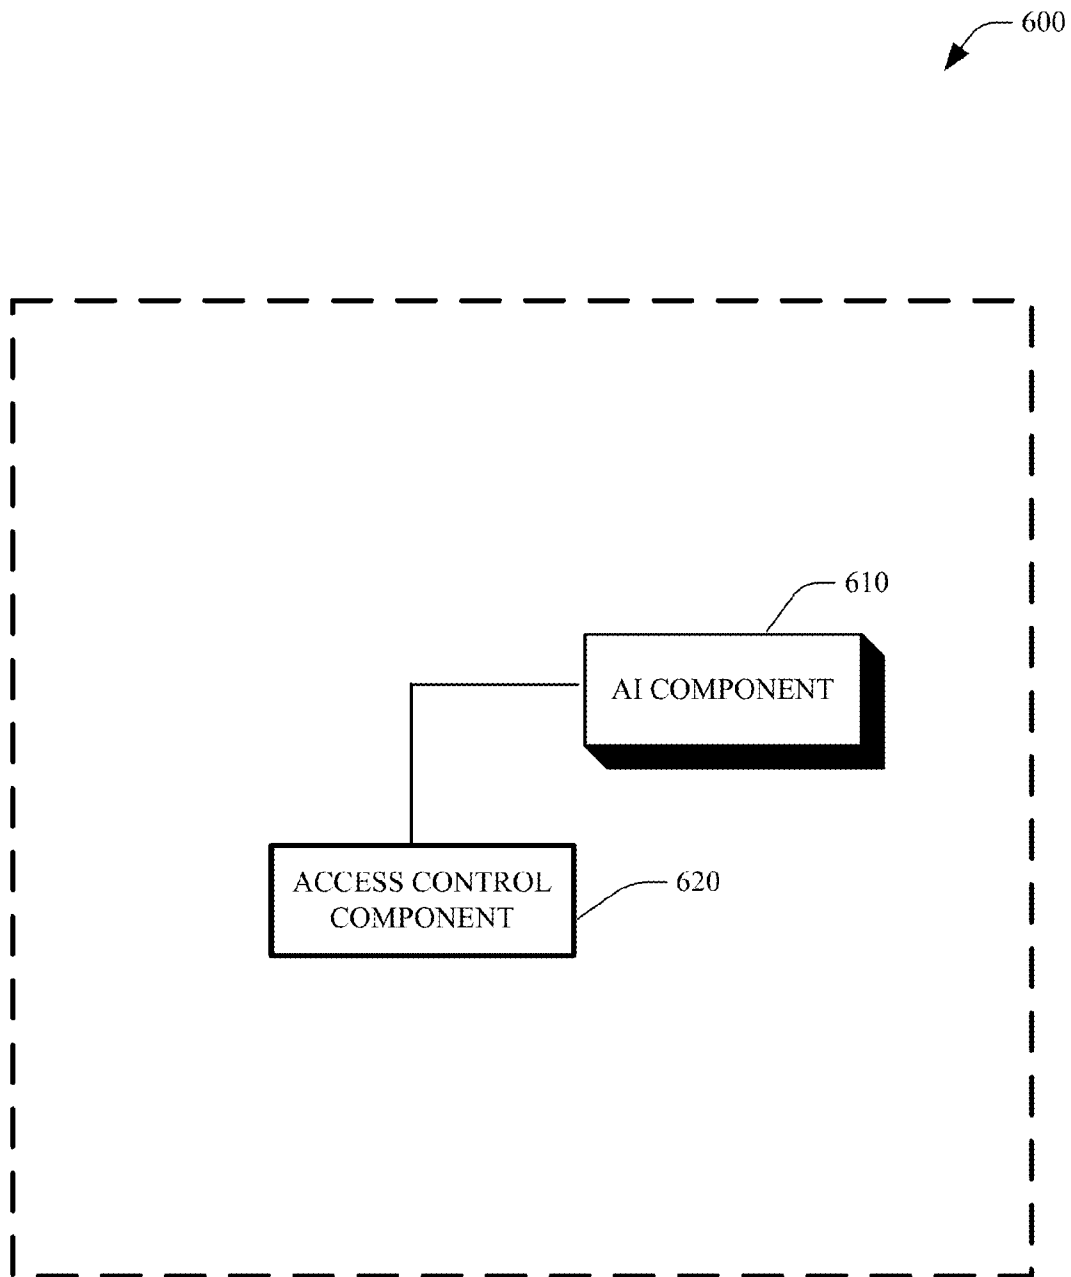 600
610
AI COMPONENT
ACCESS CONTROL
COMPONENT
620